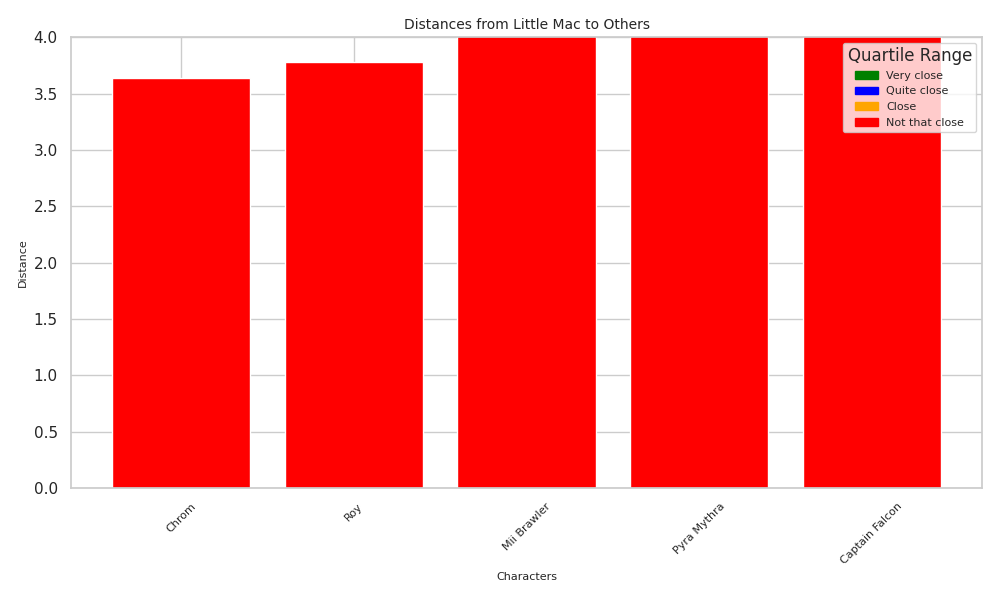 Distances from Little Mac to Others
4.0
3.5
3.0
2.5
2.0
1.5
1.0
0.5
0.0
Distance
Quartile Range
Very close
Quite close
Close
Not that close
Chrom
Roy
Mii Brawler
Pyra Mythra
Captain Falcon
Characters